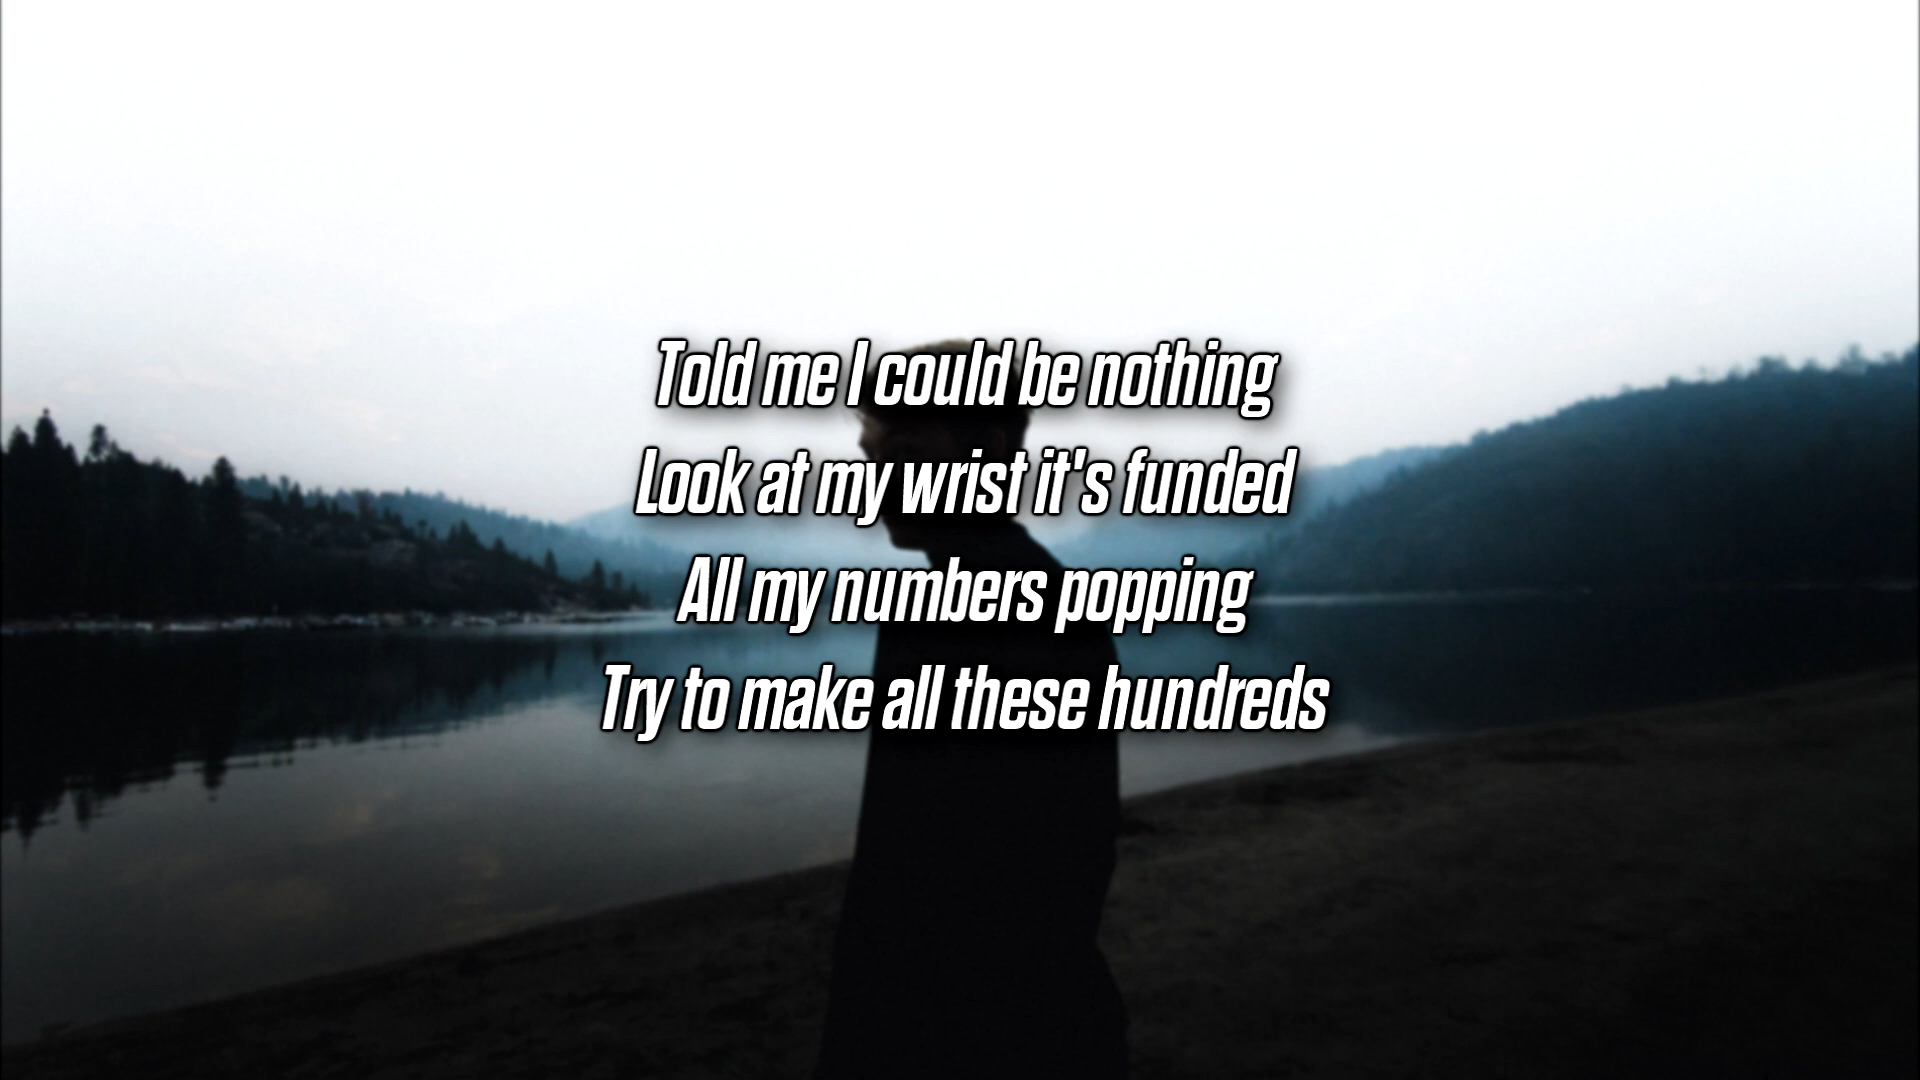 Told me I could be nothing
Look at my wrist it's funded
All my numbers popping
Try to make all these hundreds